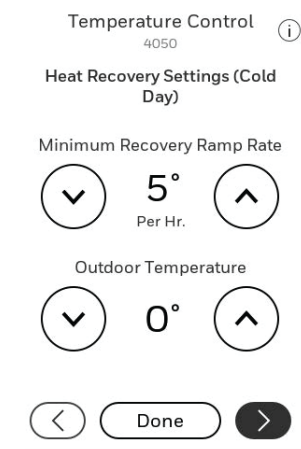 Temperature Control
i
4050
Heat Recovery Settings (Cold
Day)
Minimum Recovery Ramp Rate
5°
Per Hr.
Outdoor Temperature
0°
Done